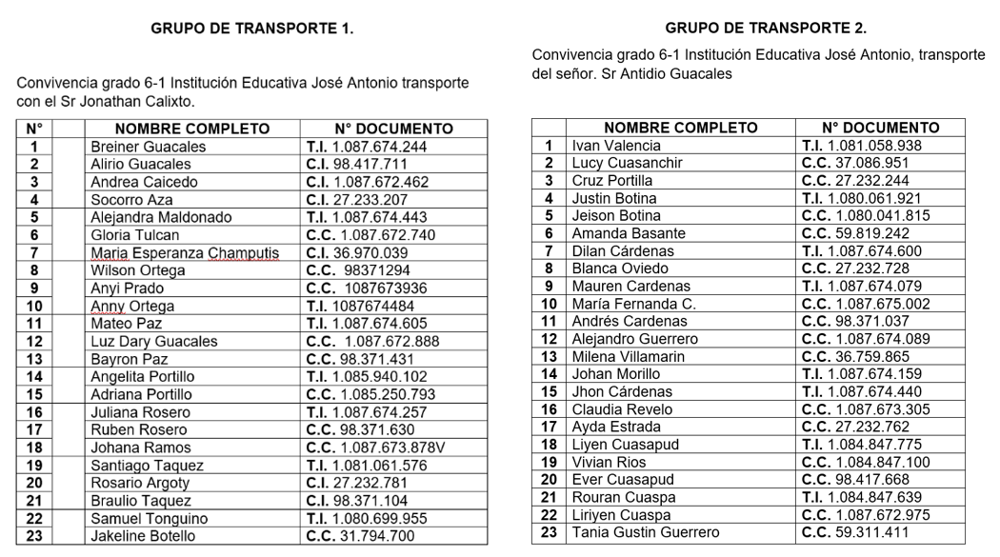 GRUPO DE TRANSPORTE 1.
Convivencia grado 6-1 Institución Educativa José Antonio transporte
con el Sr Jonathan Calixto.
N° NOMBRE COMPLETO N° DOCUMENTO
1 Breiner Guacales T.I. 1.087.674.244
2 Alirio Guacales C.I. 98.417.711
3 Andrea Caicedo C.I. 1.087.672.462
4 Socorro Aza C.I. 27.233.207
5 Alejandra Maldonado T.I. 1.087.674.443
6 Gloria Tulcan C.C. 1.087.672.740
7 Maria Esperanza Champutis C.I. 36.970.039
8 Wilson Ortega C.C. 98371294
9 Anyi Prado C.C. 1087673936
10 Anny Ortega T.I. 1087674484
11 Mateo Paz T.I. 1.087.674.605
12 Luz Dary Guacales C.C. 1.087.672.888
13 Bayron Paz C.C. 98.371.431
14 Angelita Portillo T.I. 1.085.940.102
15 Adriana Portillo C.C. 1.085.250.793
16 Juliana Rosero T.I. 1.087.674.257
17 Ruben Rosero C.C. 98.371.630
18 Johana Ramos C.C. 1.087.673.878V
19 Santiago Taquez T.I. 1.081.061.576
20 Rosario Argoty C.I. 27.232.781
21 Braulio Taquez C.I. 98.371.104
22 Samuel Tonguino T.I. 1.080.699.955
23 Jakeline Botello C.C. 31.794.700
GRUPO DE TRANSPORTE 2.
Convivencia grado 6-1 Institución Educativa José Antonio, transporte
del señor. Sr Antidio Guacales
NOMBRE COMPLETO N° DOCUMENTO
1 Ivan Valencia T.I. 1.081.058.938
2 Lucy Cuasanchir C.C. 37.086.951
3 Cruz Portilla C.C. 27.232.244
4 Justin Botina T.I. 1.080.061.921
5 Jeison Botina C.C. 1.080.041.815
6 Amanda Basante C.C. 59.819.242
7 Dilan Cárdenas T.I. 1.087.674.600
8 Blanca Oviedo C.C. 27.232.728
9 Mauren Cardenas T.I. 1.087.674.079
10 María Fernanda C. C.C. 1.087.675.002
11 Andrés Cardenas C.C. 98.371.037
12 Alejandro Guerrero C.C. 1.087.674.089
13 Milena Villamarin C.C. 36.759.865
14 Johan Morillo T.I. 1.087.674.159
15 Jhon Cárdenas T.I. 1.087.674.440
16 Claudia Revelo C.C. 1.087.673.305
17 Ayda Estrada C.C. 27.232.762
18 Liyen Cuasapud T.I. 1.084.847.775
19 Vivian Rios C.C. 1.084.847.100
20 Ever Cuasapud C.C. 98.417.668
21 Rouran Cuaspa T.I. 1.084.847.639
22 Liriyen Cuaspa C.C. 1.087.672.975
23 Tania Gustin Guerrero C.C. 59.311.411